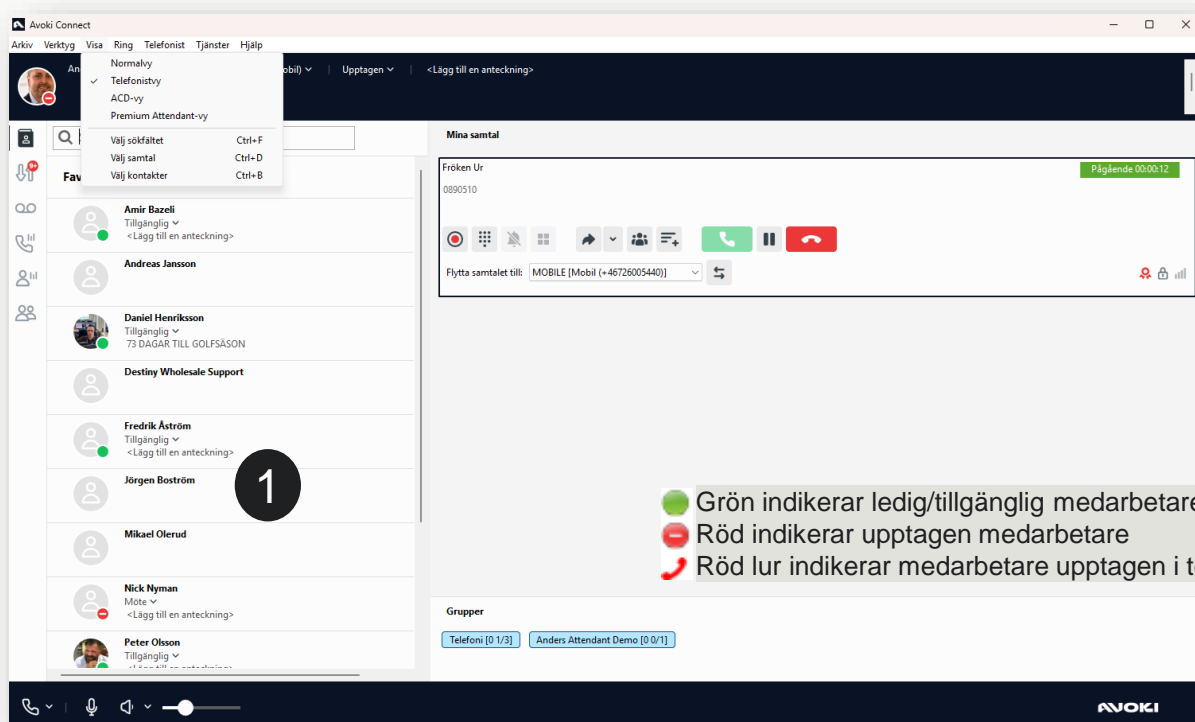 Avoki Connect
Arkiv Verktyg Visa Ring Telefonist Tjänster Hjälp
Normalvy
Telefonistvy
ACD-vy
Premium Attendant-vy
Välj sökfältet Ctrl+F
Välj samtal Ctrl+D
Välj kontakter Ctrl+B
An
obil) Upptagen <Lägg till en anteckning>
Fav
9+
Amir Bazeli
Tillgänglig
<Lägg till en anteckning>
Andreas Jansson
Daniel Henriksson
Tillgänglig
73 DAGAR TILL GOLFSÄSON
Destiny Wholesale Support
Fredrik Åström
Tillgänglig
<Lägg till en anteckning>
Jörgen Boström
1
Mikael Olerud
Nick Nyman
Möte
<Lägg till en anteckning>
Peter Olsson
Tillgänglig
Mina samtal
Fröken Ur
Pågående 00:00:12
0890510
Flytta samtalet till: MOBILE [Mobil (+46726005440)]
Grön indikerar ledig/tillgänglig medarbetare
Röd indikerar upptagen medarbetare
Röd lur indikerar medarbetare upptagen i t
Grupper
Telefoni [0 1/3] Anders Attendant Demo [0 0/1]
AVOKI